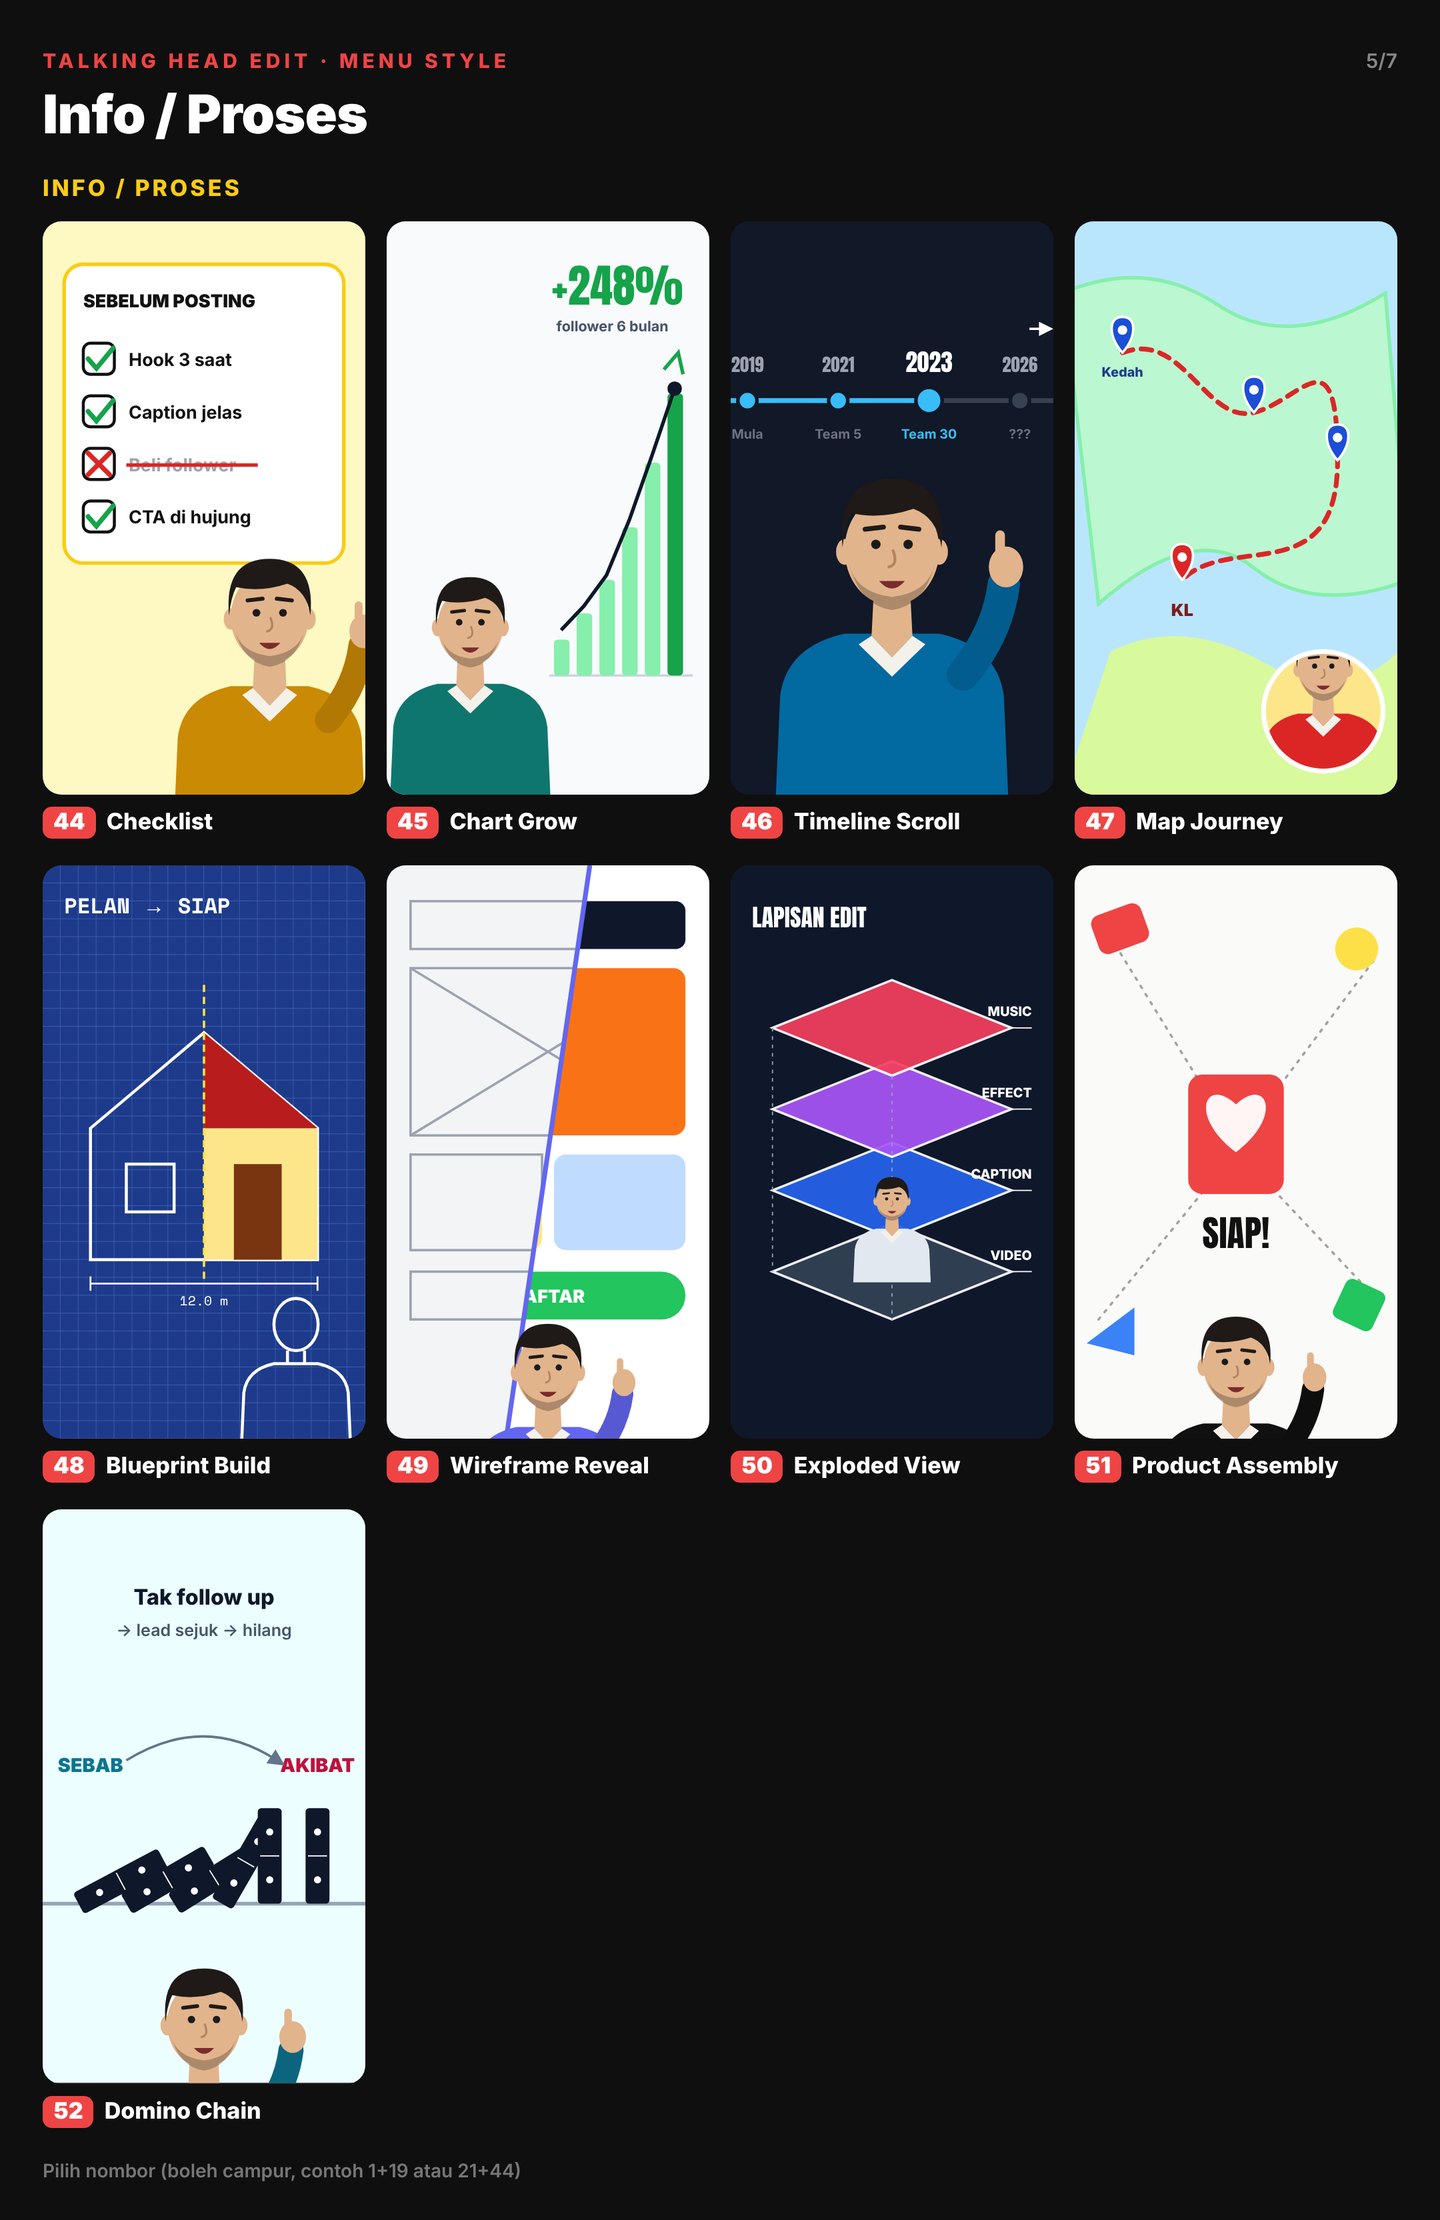 TALKING HEAD EDIT · MENU STYLE
5/7
Info / Proses
INFO / PROSES
SEBELUM POSTING
Hook 3 saat
Caption jelas
Beli follower
CTA di hujung
44 Checklist
+248%
follower 6 bulan
45 Chart Grow
2019 2021 2023 2026
Mula Team 5 Team 30 ???
46 Timeline Scroll
Kedah
KL
47 Map Journey
PELAN → SIAP
12.0 m
48 Blueprint Build
AFTAR
49 Wireframe Reveal
LAPISAN EDIT
MUSIC
EFFECT
CAPTION
VIDEO
50 Exploded View
SIAP!
51 Product Assembly
Tak follow up
→ lead sejuk → hilang
SEBAB AKIBAT
52 Domino Chain
Pilih nombor (boleh campur, contoh 1+19 atau 21+44)